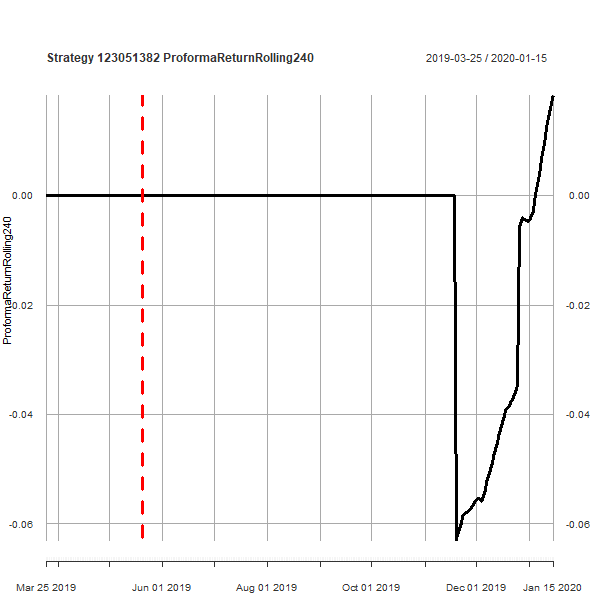 Strategy 123051382 ProformaReturnRolling240
2019-03-25 / 2020-01-15
ProformaReturnRolling240
0.00
0.00
-0.02
-0.02
-0.04
-0.04
-0.06
-0.06
Mar 25 2019
Jun 01 2019
Aug 01 2019
Oct 01 2019
Dec 01 2019
Jan 15 2020